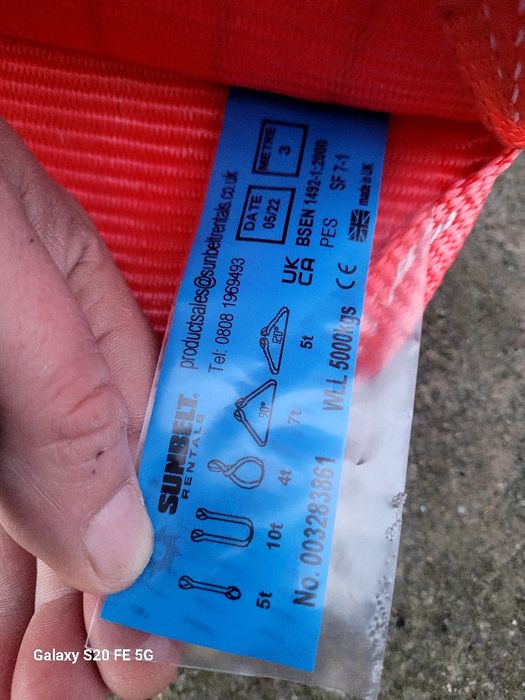 SUNBELT®
RENTALS
productsales@sunbeltrentals.co.uk
Tel: 0808 1969493
DATE
05/22
METRE
3
UK
CA
CE
BSEN 1492-1:2000
PES
SF 7-1
made in UK
90°
120°
5t
10t
4t
7t
5t
No. 003283861
WLL 5000kgs
Galaxy S20 FE 5G